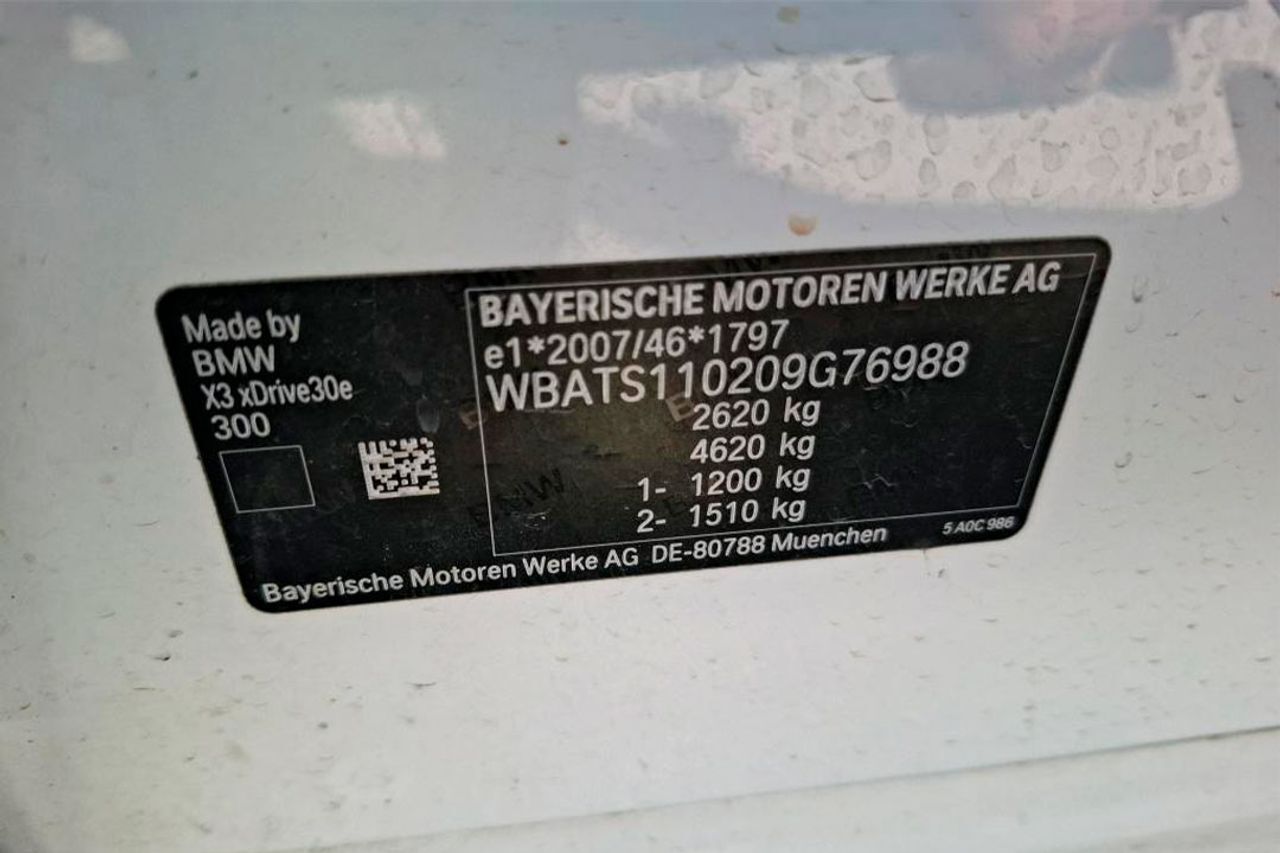 Made by
BMW
X3 xDrive30e
300
BAYERISCHE MOTOREN WERKE AG
e1*2007/46*1797
WBATS110209G76988
2620 kg
4620 kg
1- 1200 kg
2- 1510 kg
Bayerische Motoren Werke AG DE-80788 Muenchen
5 A0C 986